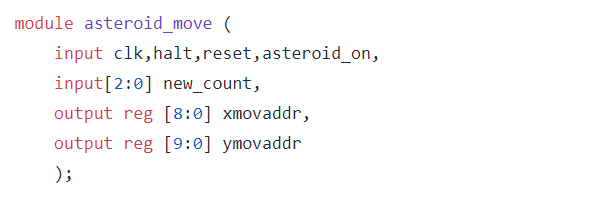 module asteroid_move (
    input clk,halt,reset,asteroid_on,
    input[2:0] new_count,
    output reg [8:0] xmovaddr,
    output reg [9:0] ymovaddr
    );